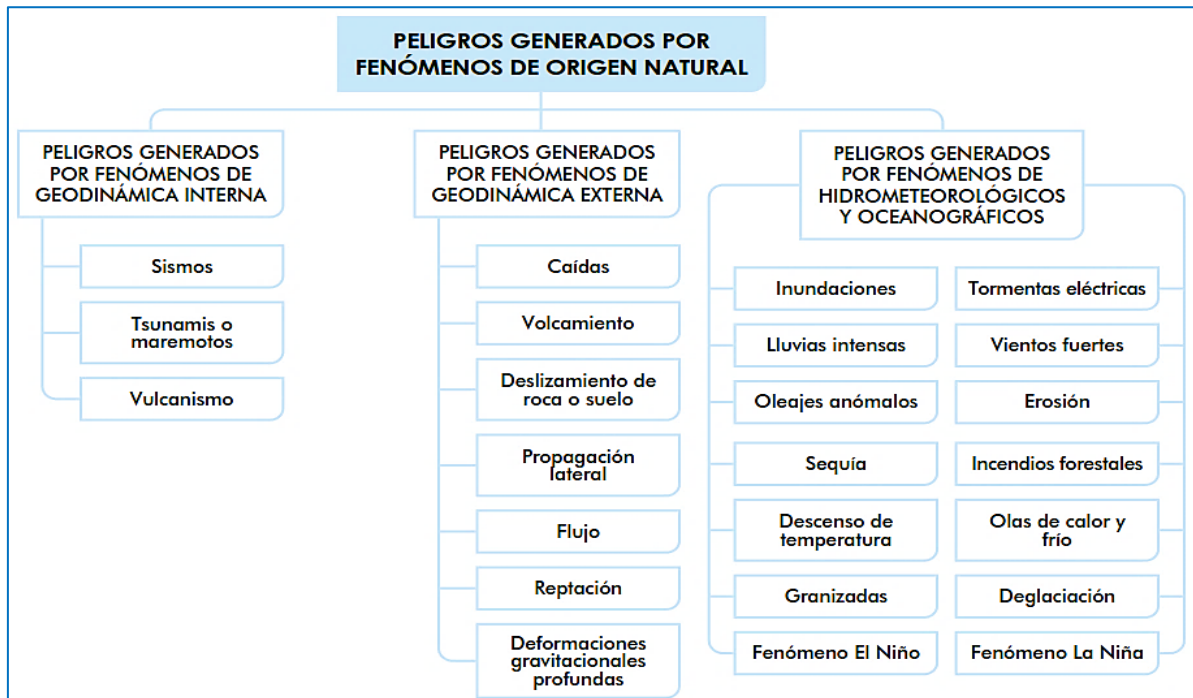 PELIGROS GENERADOS POR
FENÓMENOS DE ORIGEN NATURAL
PELIGROS GENERADOS
POR FENÓMENOS DE
GEODINÁMICA INTERNA
Sismos
Tsunamis o
maremotos
Vulcanismo
PELIGROS GENERADOS
POR FENÓMENOS DE
GEODINÁMICA EXTERNA
Caídas
Volcamiento
Deslizamiento de
roca o suelo
Propagación
lateral
Flujo
Reptación
Deformaciones
gravitacionales
profundas
PELIGROS GENERADOS
POR FENÓMENOS DE
HIDROMETEOROLÓGICOS
Y OCEANOGRÁFICOS
Inundaciones
Lluvias intensas
Oleajes anómalos
Sequía
Descenso de
temperatura
Granizadas
Fenómeno El Niño
Tormentas eléctricas
Vientos fuertes
Erosión
Incendios forestales
Olas de calor y
frío
Deglaciación
Fenómeno La Niña